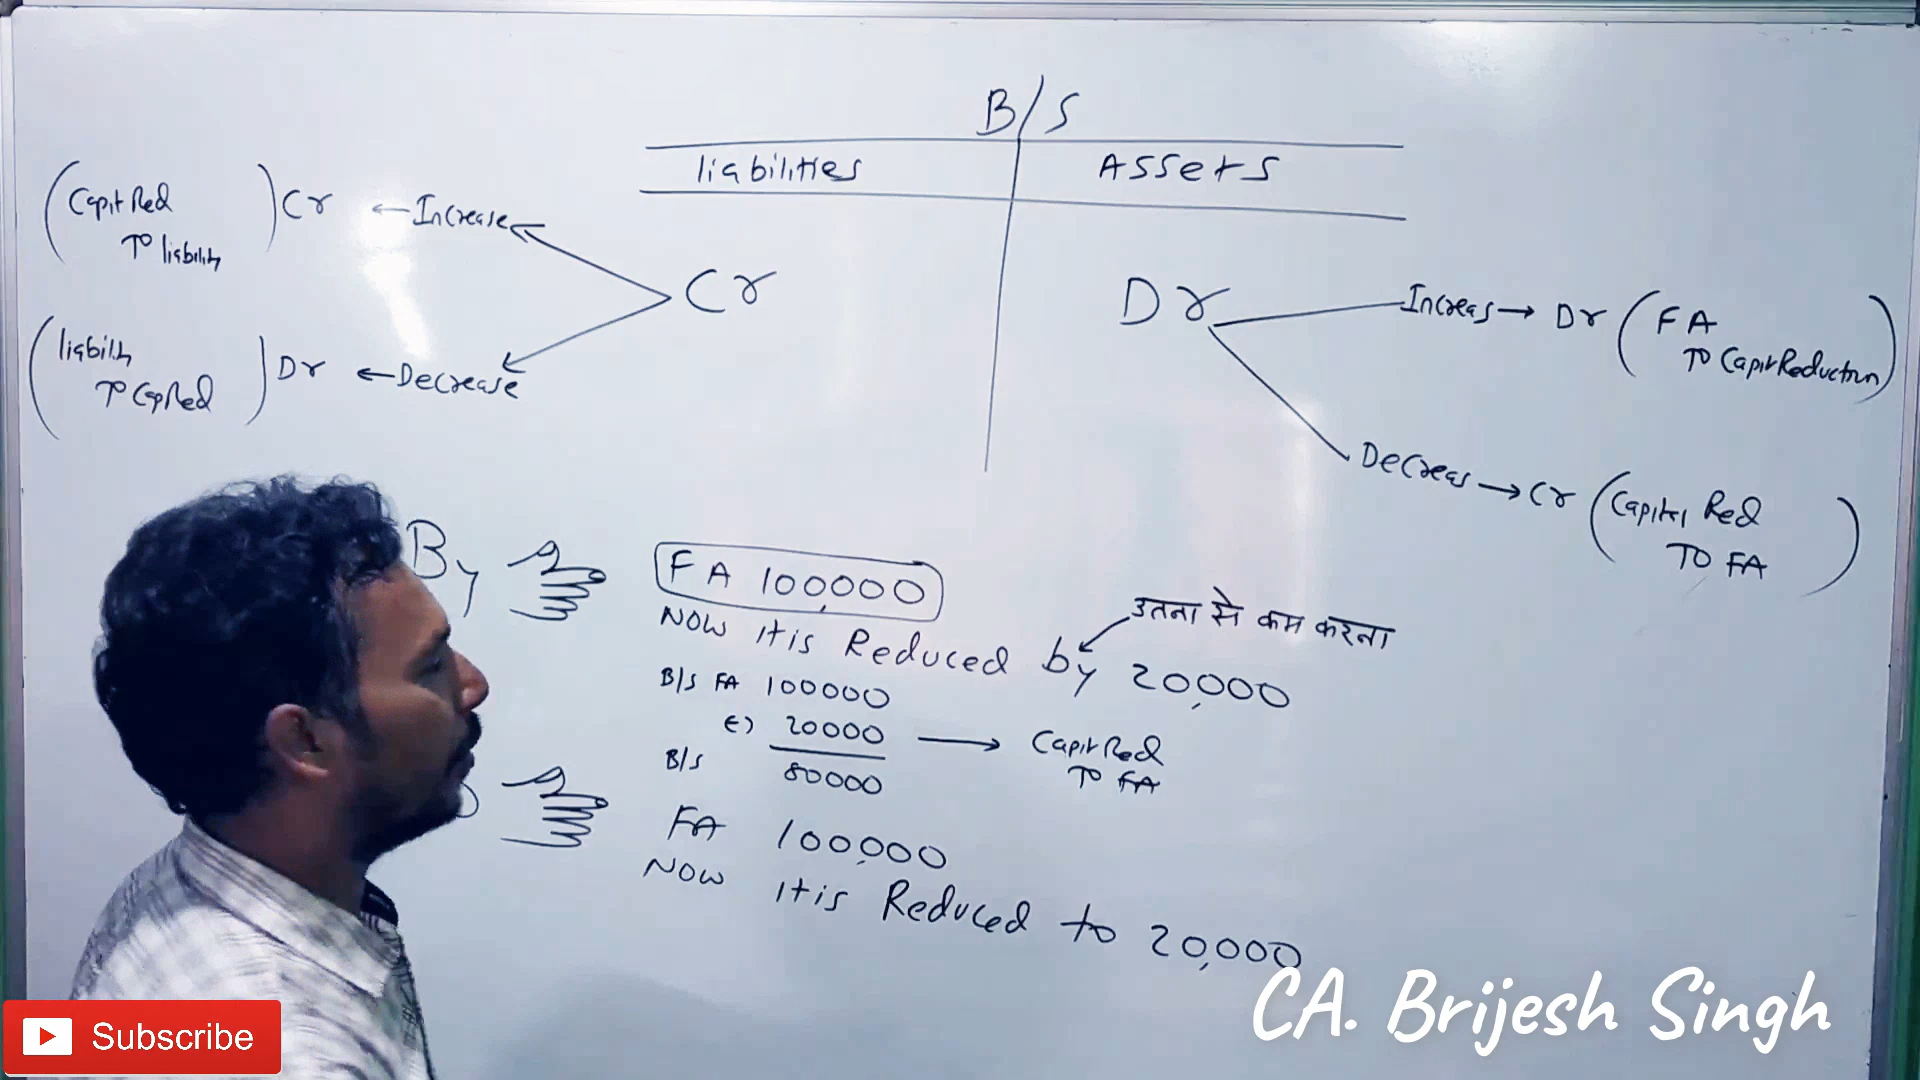 B/S
liabilities
Assets
(Capit Red
To liability) Cr ← Increase
Cr
(liability
To CapRed) Dr ← Decrease
Dr
Increas → Dr (FA
To Capit Reduction)
Decreas → Cr (Capital Red
To FA)
By
FA 100,000
NOW It is Reduced by 20,000
उतना से कम करना
B/S FA 100000
(-) 20000 → Capit Red
To FA
B/S 80000
FA 100,000
NOW It is Reduced to 20,000
CA. Brijesh Singh
Subscribe